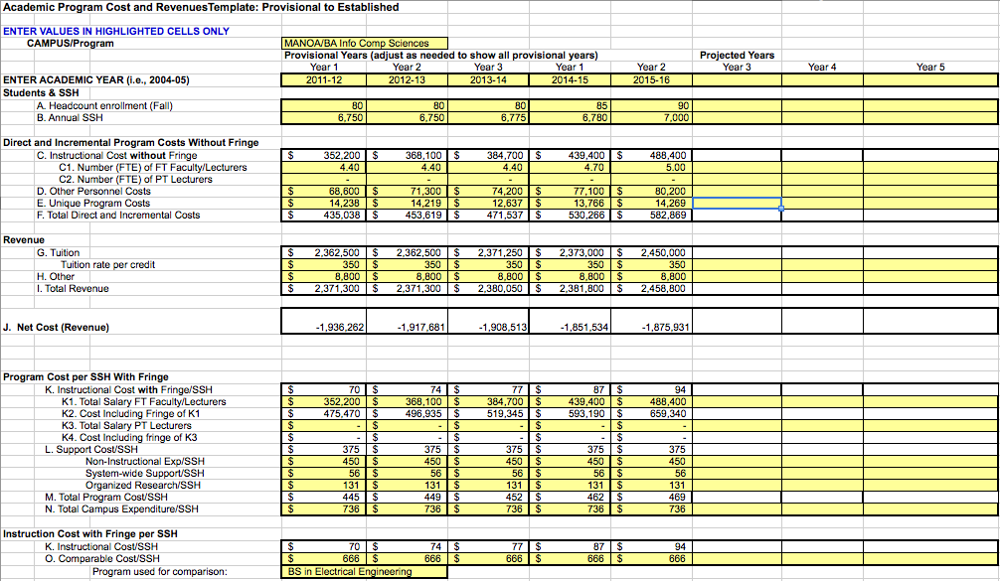 Academic Program Cost and RevenuesTemplate: Provisional to Established
ENTER VALUES IN HIGHLIGHTED CELLS ONLY
CAMPUS/Program MANOA/BA Info Comp Sciences
Provisional Years (adjust as needed to show all provisional years) Projected Years
Year 1 Year 2 Year 3 Year 1 Year 2 Year 3 Year 4 Year 5
ENTER ACADEMIC YEAR (i.e., 2004-05) 2011-12 2012-13 2013-14 2014-15 2015-16
Students & SSH
A. Headcount enrollment (Fall) 80 80 80 85 90
B. Annual SSH 6,750 6,750 6,775 6,780 7,000
Direct and Incremental Program Costs Without Fringe
C. Instructional Cost without Fringe $ 352,200 $ 368,100 $ 384,700 $ 439,400 $ 488,400
C1. Number (FTE) of FT Faculty/Lecturers 4.40 4.40 4.40 4.70 5.00
C2. Number (FTE) of PT Lecturers - - - - -
D. Other Personnel Costs $ 68,600 $ 71,300 $ 74,200 $ 77,100 $ 80,200
E. Unique Program Costs $ 14,238 $ 14,219 $ 12,637 $ 13,766 $ 14,269
F. Total Direct and Incremental Costs $ 435,038 $ 453,619 $ 471,537 $ 530,266 $ 582,869
Revenue
G. Tuition $ 2,362,500 $ 2,362,500 $ 2,371,250 $ 2,373,000 $ 2,450,000
Tuition rate per credit $ 350 $ 350 $ 350 $ 350 $ 350
H. Other $ 8,800 $ 8,800 $ 8,800 $ 8,800 $ 8,800
I. Total Revenue $ 2,371,300 $ 2,371,300 $ 2,380,050 $ 2,381,800 $ 2,458,800
J. Net Cost (Revenue) -1,936,262 -1,917,681 -1,908,513 -1,851,534 -1,875,931
Program Cost per SSH With Fringe
K. Instructional Cost with Fringe/SSH $ 70 $ 74 $ 77 $ 87 $ 94
K1. Total Salary FT Faculty/Lecturers $ 352,200 $ 368,100 $ 384,700 $ 439,400 $ 488,400
K2. Cost Including Fringe of K1 $ 475,470 $ 496,935 $ 519,345 $ 593,190 $ 659,340
K3. Total Salary PT Lecturers $ - $ - $ - $ - $ -
K4. Cost Including fringe of K3 $ - $ - $ - $ - $ -
L. Support Cost/SSH $ 375 $ 375 $ 375 $ 375 $ 375
Non-Instructional Exp/SSH $ 450 $ 450 $ 450 $ 450 $ 450
System-wide Support/SSH $ 56 $ 56 $ 56 $ 56 $ 56
Organized Research/SSH $ 131 $ 131 $ 131 $ 131 $ 131
M. Total Program Cost/SSH $ 445 $ 449 $ 452 $ 462 $ 469
N. Total Campus Expenditure/SSH $ 736 $ 736 $ 736 $ 736 $ 736
Instruction Cost with Fringe per SSH
K. Instructional Cost/SSH $ 70 $ 74 $ 77 $ 87 $ 94
O. Comparable Cost/SSH $ 666 $ 666 $ 666 $ 666 $ 666
Program used for comparison: BS in Electrical Engineering